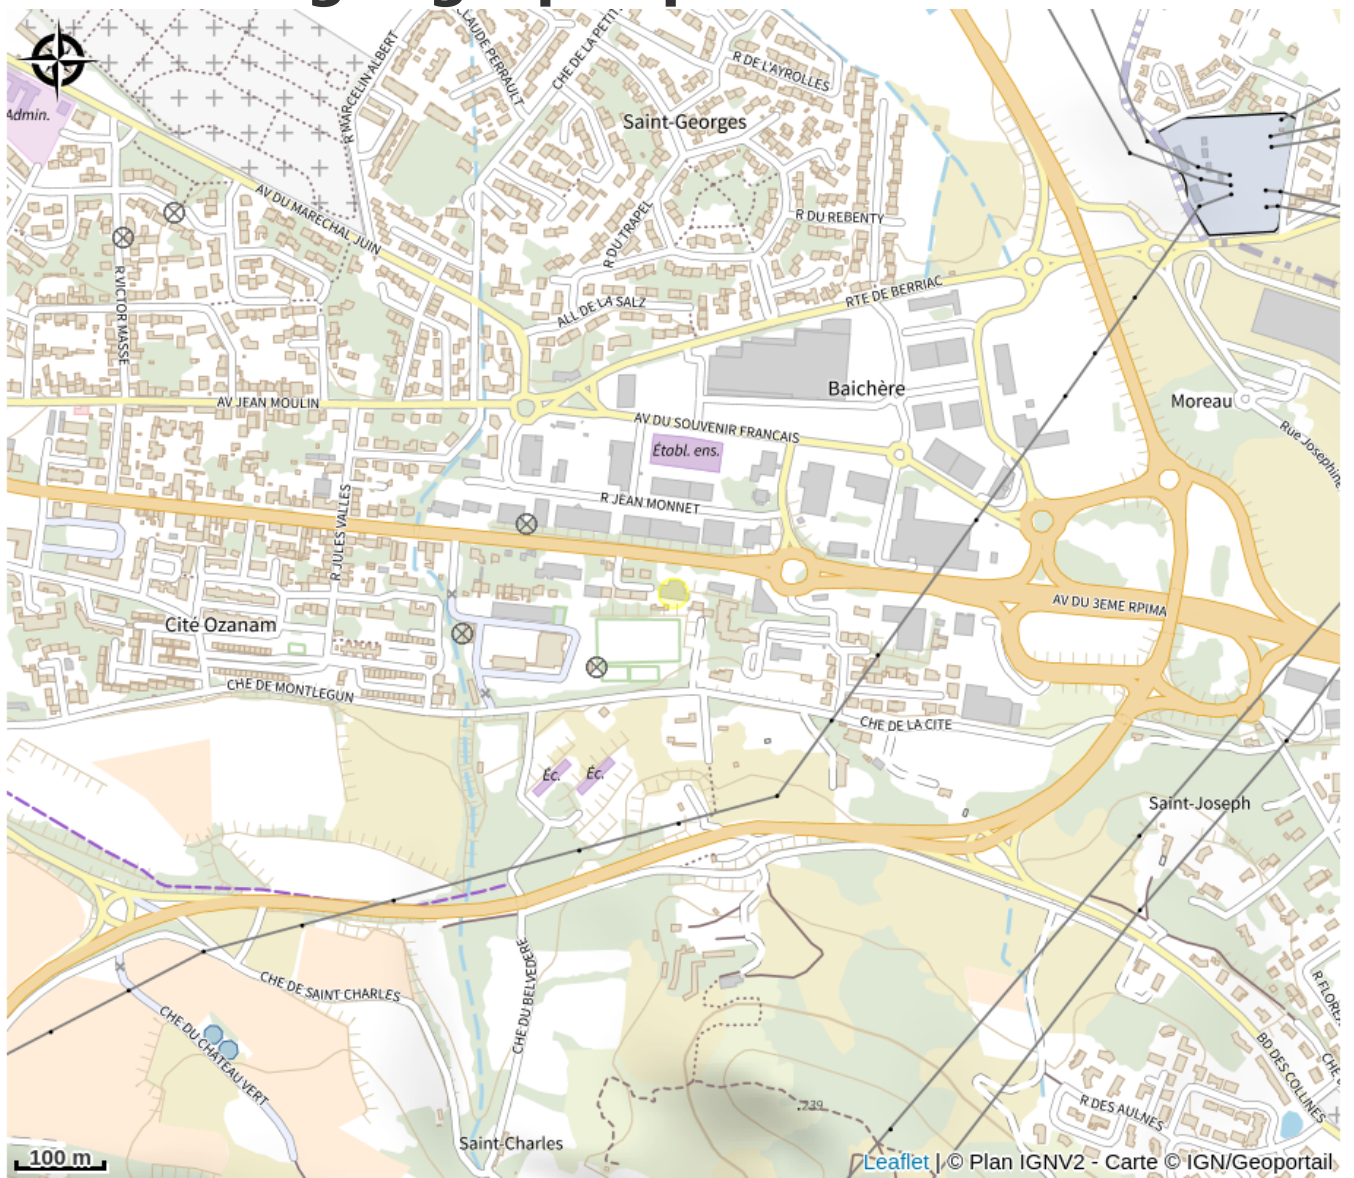 Admin.
R MARCELIN ALBERT
CLAUDE PERRAULT
CHE DE LA PETIT
R DE L'AYROLLES
Saint-Georges
AV DU MARECHAL JUIN
R DU TRAPEL
R DU REBENTY
R VICTOR MASSE
ALL DE LA SALZ
RTE DE BERRIAC
Baichère
Moreau
AV JEAN MOULIN
AV DU SOUVENIR FRANCAIS
Rue Josephine
Établ. ens.
R JEAN MONNET
R JULES VALLES
AV DU 3EME RPIMA
Cité Ozanam
CHE DE MONTLEGUN
CHE DE LA CITE
Éc.
Éc.
Saint-Joseph
CHE DE SAINT CHARLES
CHE DU BELVEDERE
CHE DU CHATEAU VERT
R FLORE
BD DES COLLINES
CHE
R DES AULNES
239
Saint-Charles
100 m
Leaflet | © Plan IGNV2 - Carte © IGN/Geoportail